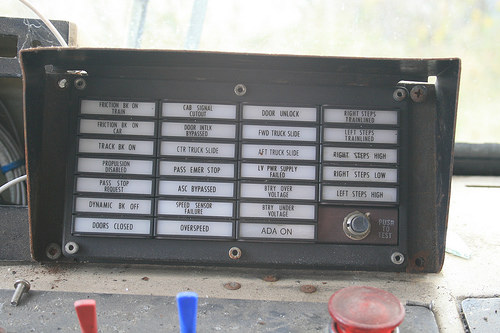 FRICTION BK ON
TRAIN
FRICTION BK ON
CAR
TRACK BK ON
PROPULSION
DISABLED
PASS STOP
REQUEST
DYNAMIC BK OFF
DOORS CLOSED
CAB SIGNAL
CUTOUT
DOOR INTLK
BYPASSED
CTR TRUCK SLIDE
PASS EMER STOP
ASC BYPASSED
SPEED SENSOR
FAILURE
OVERSPEED
DOOR UNLOCK
FWD TRUCK SLIDE
AFT TRUCK SLIDE
LV PWR SUPPLY
FAILED
BTRY OVER
VOLTAGE
BTRY UNDER
VOLTAGE
ADA ON
RIGHT STEPS
TRAINLINED
LEFT STEPS
TRAINLINED
RIGHT STEPS HIGH
RIGHT STEPS LOW
LEFT STEPS HIGH
PUSH
TO
TEST